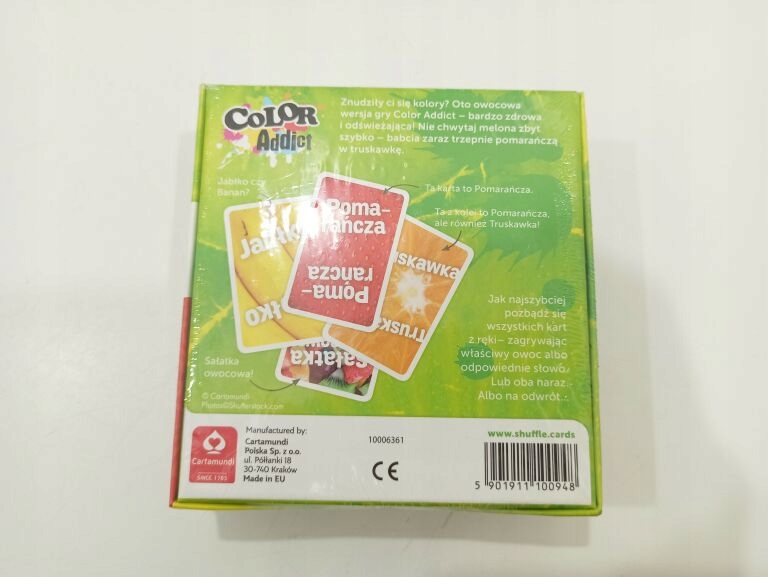 COLOR
Addict
Znudziły ci się kolory? Oto owocowa
wersja gry Color Addict – bardzo zdrowa
i odświeżająca! Nie chwytaj melona zbyt
szybko – babcia zaraz trzepnie pomarańczą
w truskawkę.
Jabłko czy
Banan?
Ta karta to Pomarańcza.
Ta z kolei to Pomarańcza,
ale również Truskawka!
Poma–
rańcza
Poma–
rańcza
Sałatka
Jak najszybciej
pozbądź się
wszystkich kart
z ręki– zagrywając
właściwy owoc albo
odpowiednie słowo.
Lub oba naraz.
Albo na odwrót.
Sałatka
owocowa!
© Cartamundi
Photos©Shutterstock.com
Cartamundi
SINCE 1765
Manufactured by:
Cartamundi
Polska Sp. z o.o.
ul. Półłanki 18
30-740 Kraków
Made in EU
10006361
CE
www.shuffle.cards
5 901911 100948